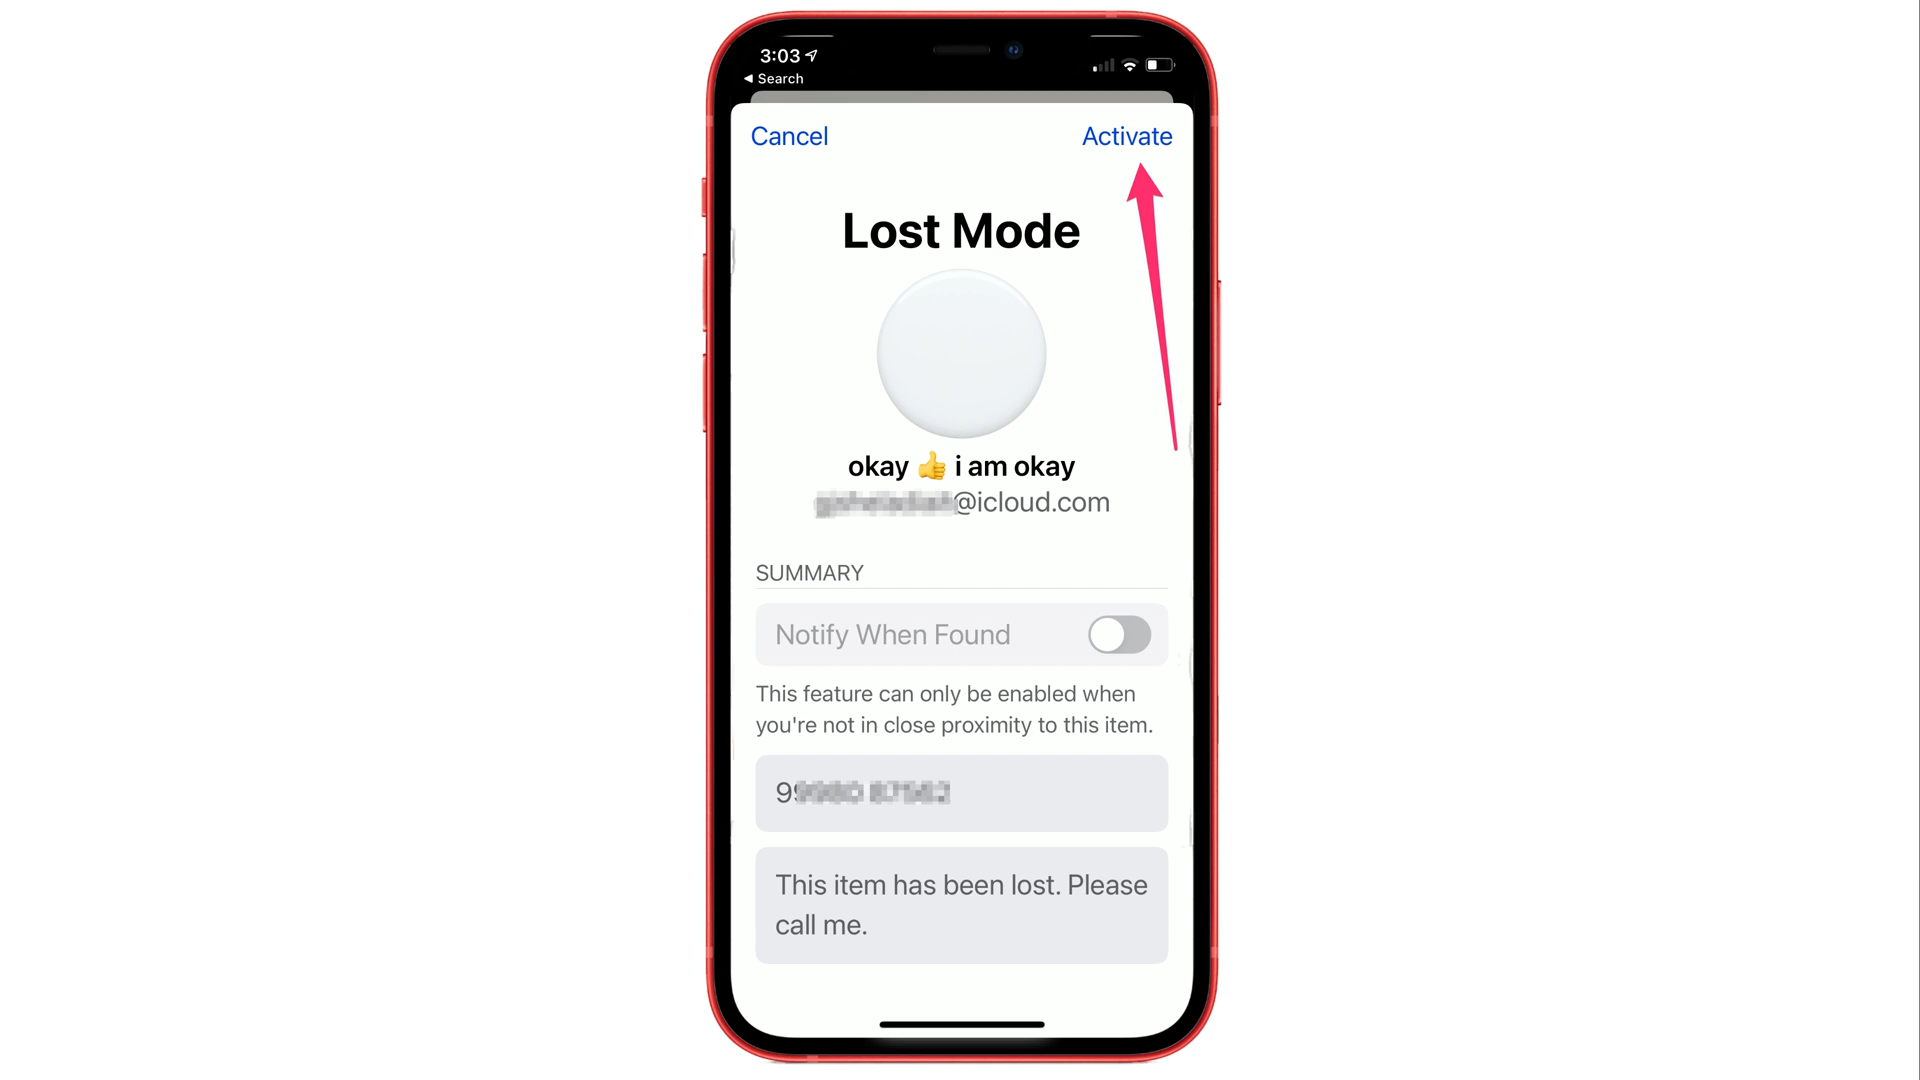 3:03
◀ Search
Cancel
Activate
Lost Mode
okay 👍 i am okay
@icloud.com
SUMMARY
Notify When Found
This feature can only be enabled when
you're not in close proximity to this item.
9
This item has been lost. Please
call me.